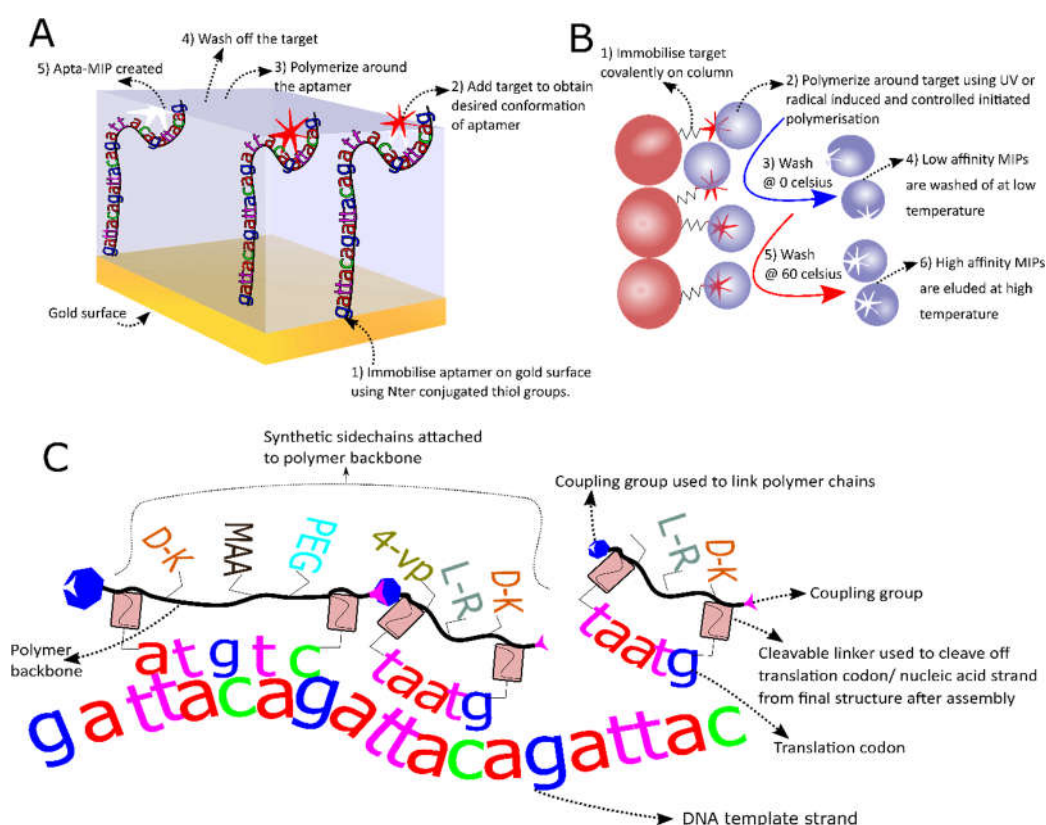 A
4) Wash off the target
5) Apta-MIP created
3) Polymerize around
the aptamer
2) Add target to obtain
desired conformation
of aptamer
Gold surface
1) Immobilise aptamer on gold surface
using Nter conjugated thiol groups.
B
1) Immobilise target
covalently on column
2) Polymerize around target using UV or
radical induced and controlled initiated
polymerisation
3) Wash
@ 0 celsius
4) Low affinity MIPs
are washed of at low
temperature
5) Wash
@ 60 celsius
6) High affinity MIPs
are eluded at high
temperature
C
Synthetic sidechains attached
to polymer backbone
Coupling group used to link polymer chains
D-K
MAA
PEG
4-vp
L-R
D-K
L-R
D-K
Coupling group
Polymer
backbone
Cleavable linker used to cleave off
translation codon/ nucleic acid strand
from final structure after assembly
Translation codon
atgtc
taatg
taatg
gattacagattacagattac
DNA template strand